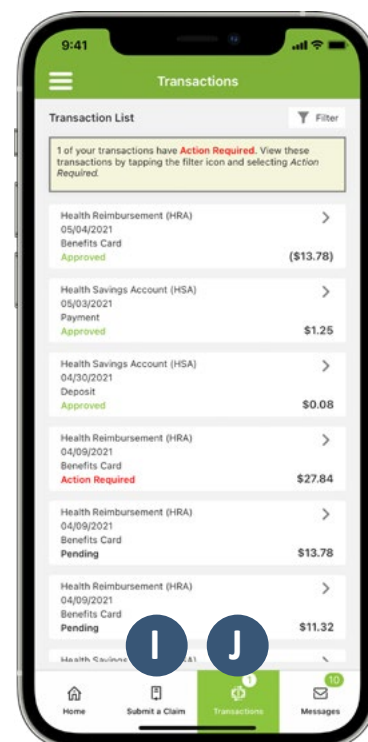 9:41
Transactions
Transaction List
Filter
1 of your transactions have Action Required. View these
transactions by tapping the filter icon and selecting Action
Required.
Health Reimbursement (HRA)
05/04/2021
Benefits Card
Approved ($13.78)
Health Savings Account (HSA)
05/03/2021
Payment
Approved $1.25
Health Savings Account (HSA)
04/30/2021
Deposit
Approved $0.08
Health Reimbursement (HRA)
04/09/2021
Benefits Card
Action Required $27.84
Health Reimbursement (HRA)
04/09/2021
Benefits Card
Pending $13.78
Health Reimbursement (HRA)
04/09/2021
Benefits Card
Pending $11.32
I J
Health Savings
1 10
Home Submit a Claim Transactions Messages